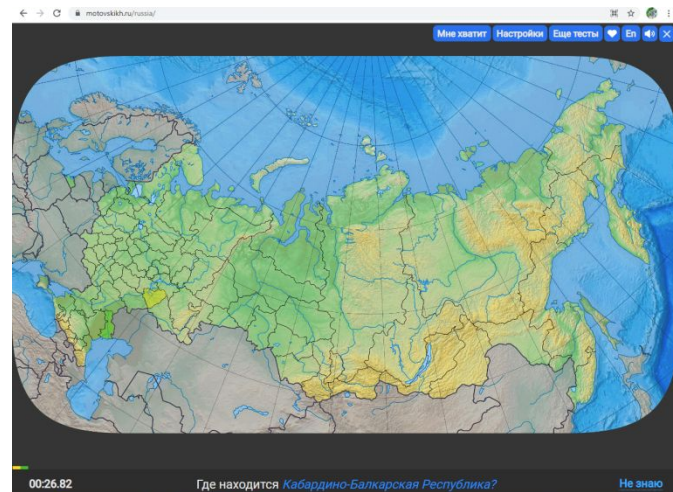 motovskikh.ru/russia/
Мне хватит Настройки Еще тесты En
00:26.82 Где находится Кабардино-Балкарская Республика? Не знаю